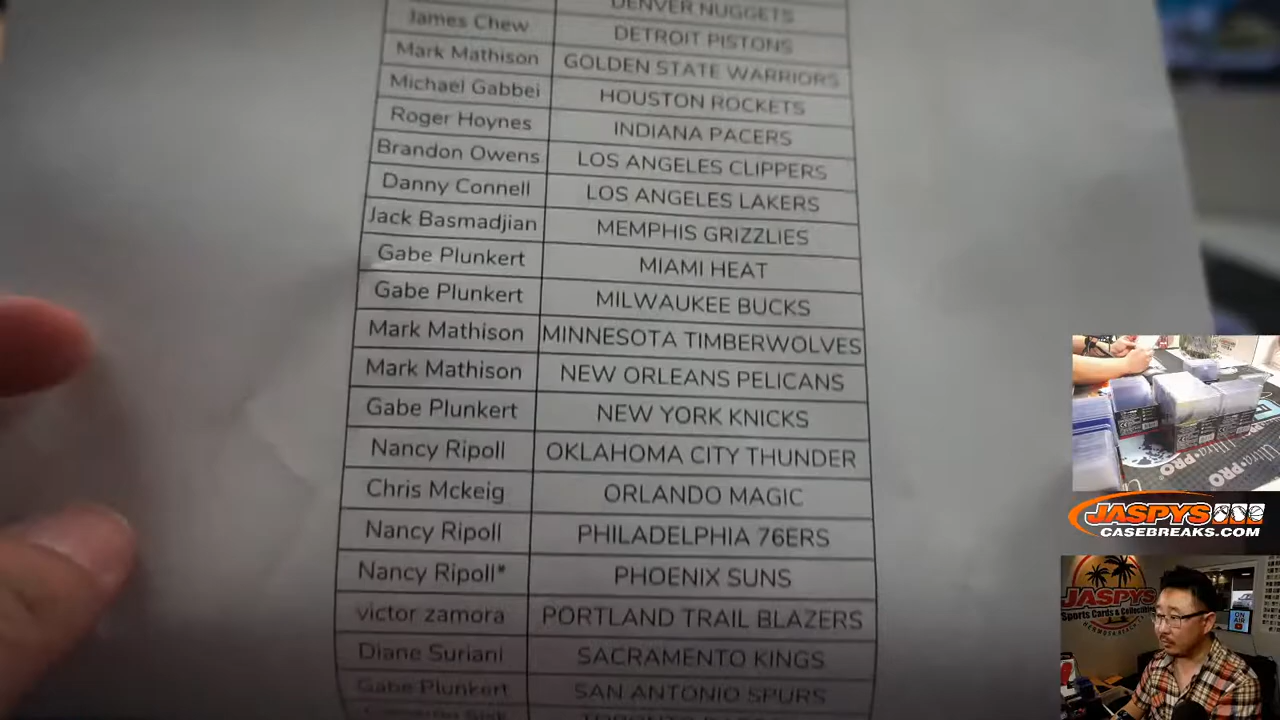 DENVER NUGGETS
James Chew DETROIT PISTONS
Mark Mathison GOLDEN STATE WARRIORS
Michael Gabbei HOUSTON ROCKETS
Roger Hoynes INDIANA PACERS
Brandon Owens LOS ANGELES CLIPPERS
Danny Connell LOS ANGELES LAKERS
Jack Basmadjian MEMPHIS GRIZZLIES
Gabe Plunkert MIAMI HEAT
Gabe Plunkert MILWAUKEE BUCKS
Mark Mathison MINNESOTA TIMBERWOLVES
Mark Mathison NEW ORLEANS PELICANS
Gabe Plunkert NEW YORK KNICKS
Nancy Ripoll OKLAHOMA CITY THUNDER
Chris Mckeig ORLANDO MAGIC
Nancy Ripoll PHILADELPHIA 76ERS
Nancy Ripoll* PHOENIX SUNS
victor zamora PORTLAND TRAIL BLAZERS
Diane Suriani SACRAMENTO KINGS
Gabe Plunkert SAN ANTONIO SPURS
Ultra·PRO
JASPYS
CASEBREAKS.COM
JASPYS
Sports Cards & Collectibles
ON AIR